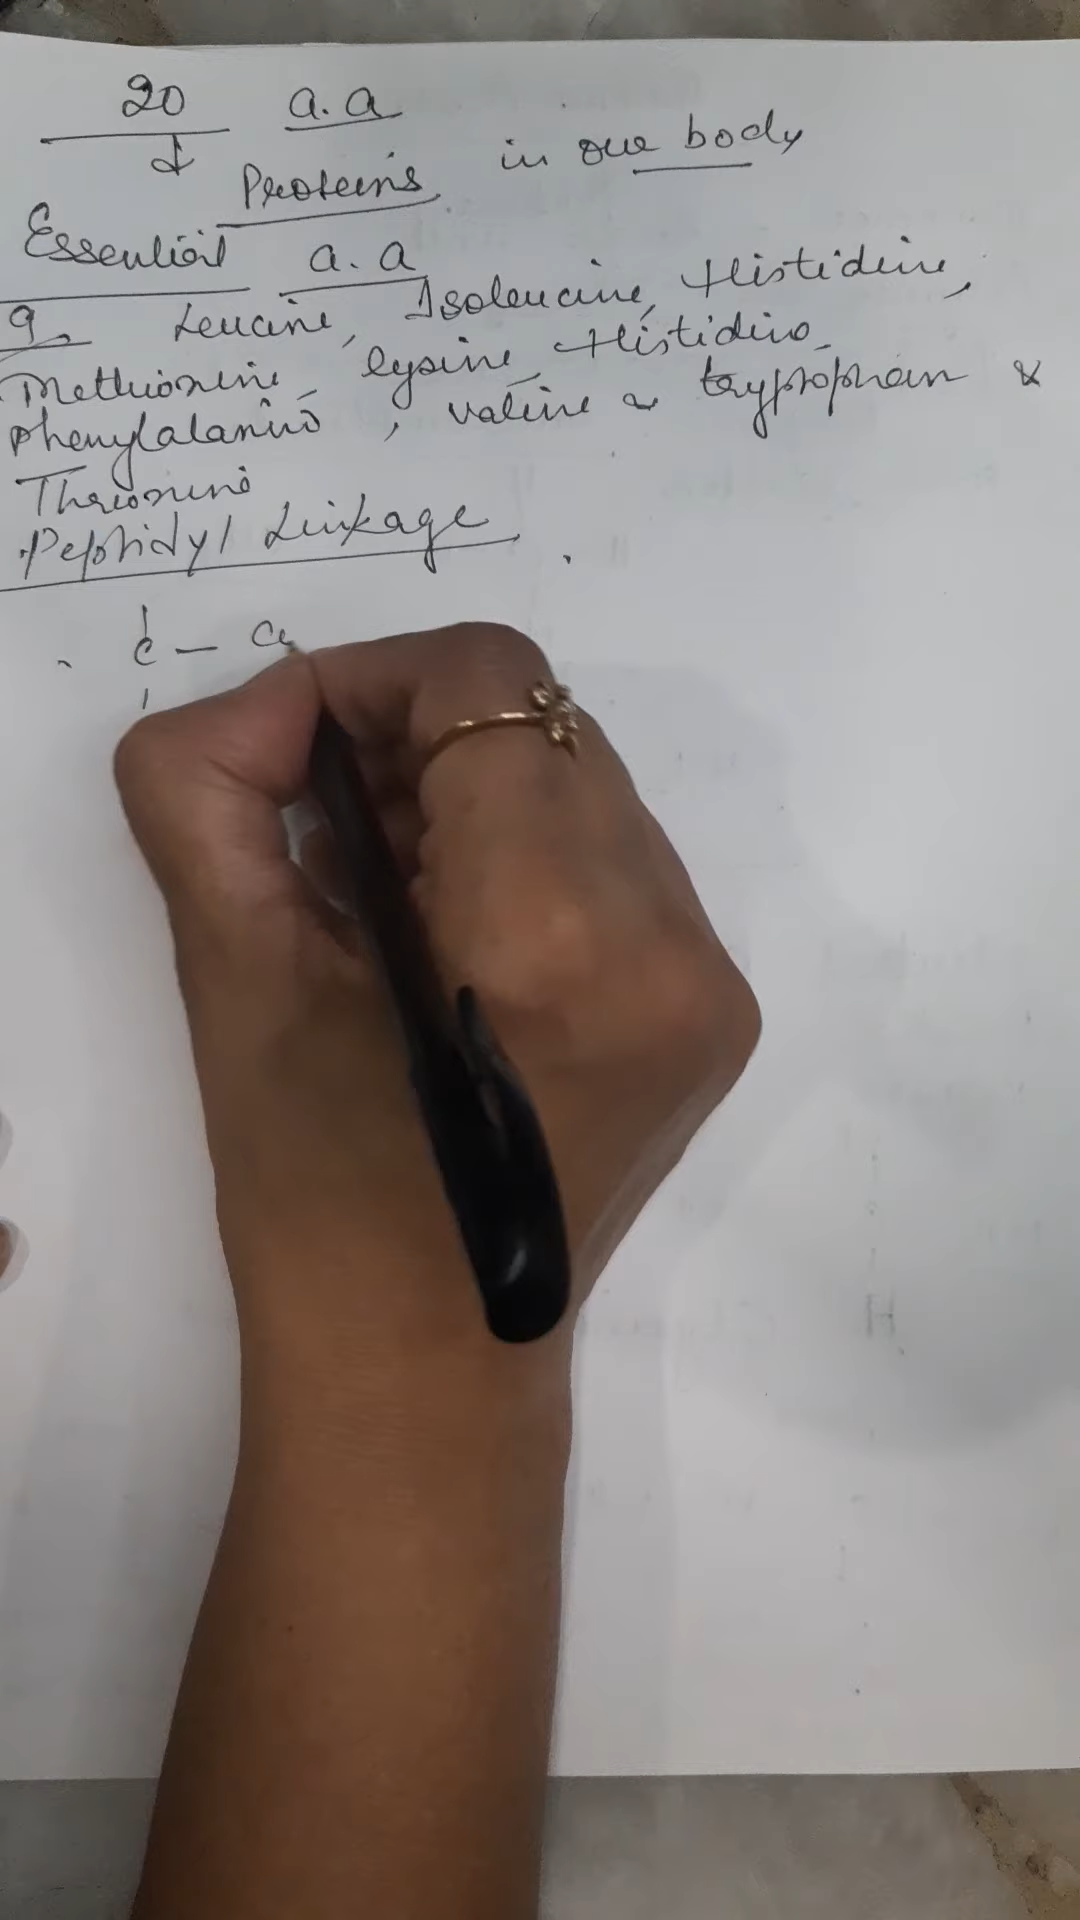 20 a.a
Proteins in our body
Essential a.a
9. Leucine, Isoleucine, Histidine,
Methionine, lysine, Histidine
Phenylalanine, valine & tryptophan &
Threonine
Peptidyl Linkage
C - C